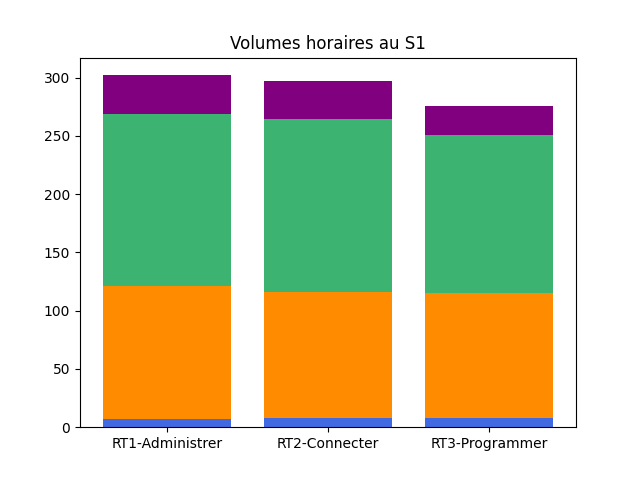 Volumes horaires au S1
300
250
200
150
100
50
0
RT1-Administrer
RT2-Connecter
RT3-Programmer